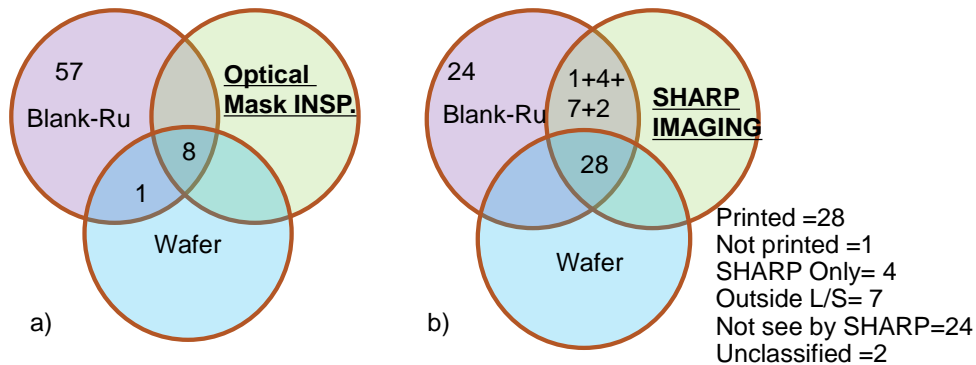 57
Blank-Ru
Optical
Mask INSP.
8
1
Wafer
a)
24
Blank-Ru
1+4+
7+2
SHARP
IMAGING
28
Wafer
b)
Printed =28
Not printed =1
SHARP Only= 4
Outside L/S= 7
Not see by SHARP=24
Unclassified =2